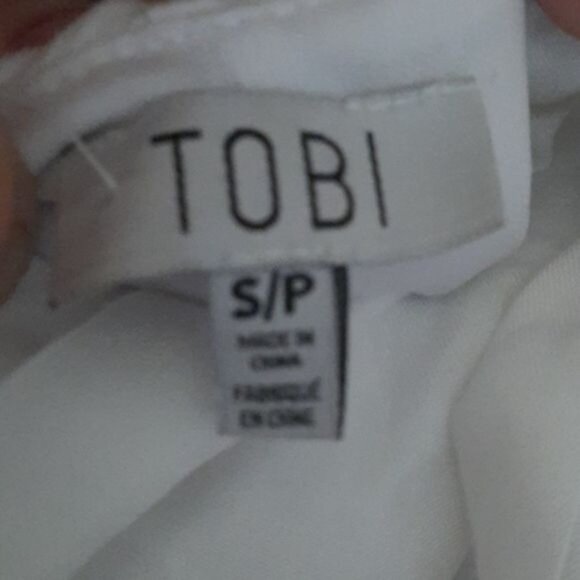 TOBI
S/P
MADE IN
CHINA
FABRIQUÉ
EN CHINE